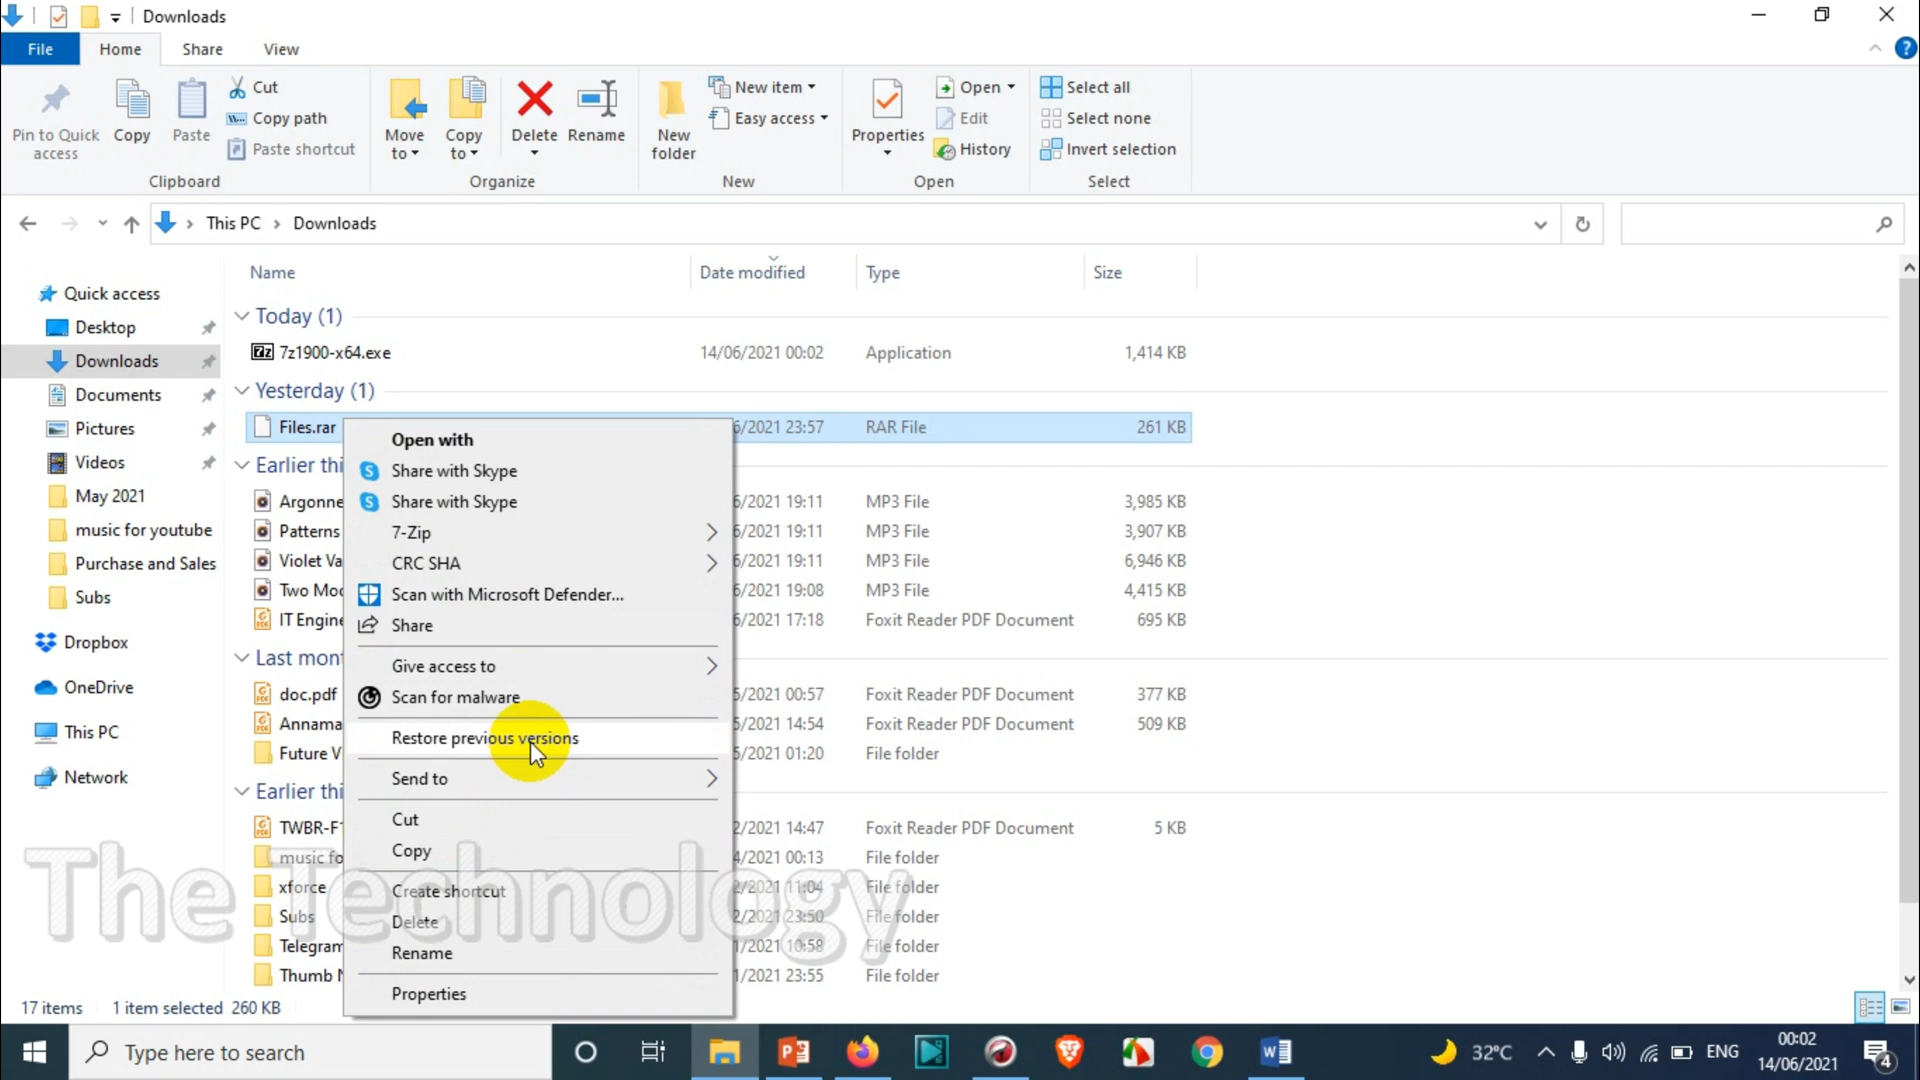 Downloads
File Home Share View
Pin to Quick access Copy Paste Cut Copy path Paste shortcut Move to Copy to Delete Rename New folder New item Easy access Properties Open Edit History Select all Select none Invert selection
Clipboard Organize New Open Select
This PC Downloads
Name Date modified Type Size
Quick access
Desktop
Downloads
Documents
Pictures
Videos
May 2021
music for youtube
Purchase and Sales
Subs
Dropbox
OneDrive
This PC
Network
Today (1)
7z1900-x64.exe 14/06/2021 00:02 Application 1,414 KB
Yesterday (1)
Files.rar 6/2021 23:57 RAR File 261 KB
Earlier thi
Argonne 6/2021 19:11 MP3 File 3,985 KB
Patterns 6/2021 19:11 MP3 File 3,907 KB
Violet Va 6/2021 19:11 MP3 File 6,946 KB
Two Moo 6/2021 19:08 MP3 File 4,415 KB
IT Engine 6/2021 17:18 Foxit Reader PDF Document 695 KB
Last mont
doc.pdf 5/2021 00:57 Foxit Reader PDF Document 377 KB
Annama 5/2021 14:54 Foxit Reader PDF Document 509 KB
Future V 5/2021 01:20 File folder
Earlier thi
TWBR-F1 2/2021 14:47 Foxit Reader PDF Document 5 KB
music fo 4/2021 00:13 File folder
xforce 2/2021 11:04 File folder
Subs 2/2021 23:50 File folder
Telegram 1/2021 10:58 File folder
Thumb N 1/2021 23:55 File folder
Open with
Share with Skype
Share with Skype
7-Zip
CRC SHA
Scan with Microsoft Defender...
Share
Give access to
Scan for malware
Restore previous versions
Send to
Cut
Copy
Create shortcut
Delete
Rename
Properties
The Technology
17 items 1 item selected 260 KB
Type here to search
32°C ENG 00:02
14/06/2021
4